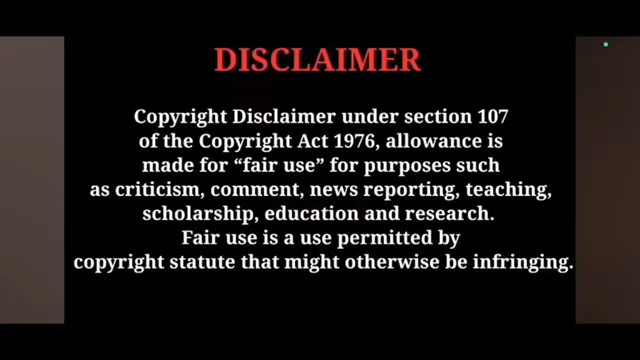 DISCLAIMER
Copyright Disclaimer under section 107
of the Copyright Act 1976, allowance is
made for “fair use” for purposes such
as criticism, comment, news reporting, teaching,
scholarship, education and research.
Fair use is a use permitted by
copyright statute that might otherwise be infringing.